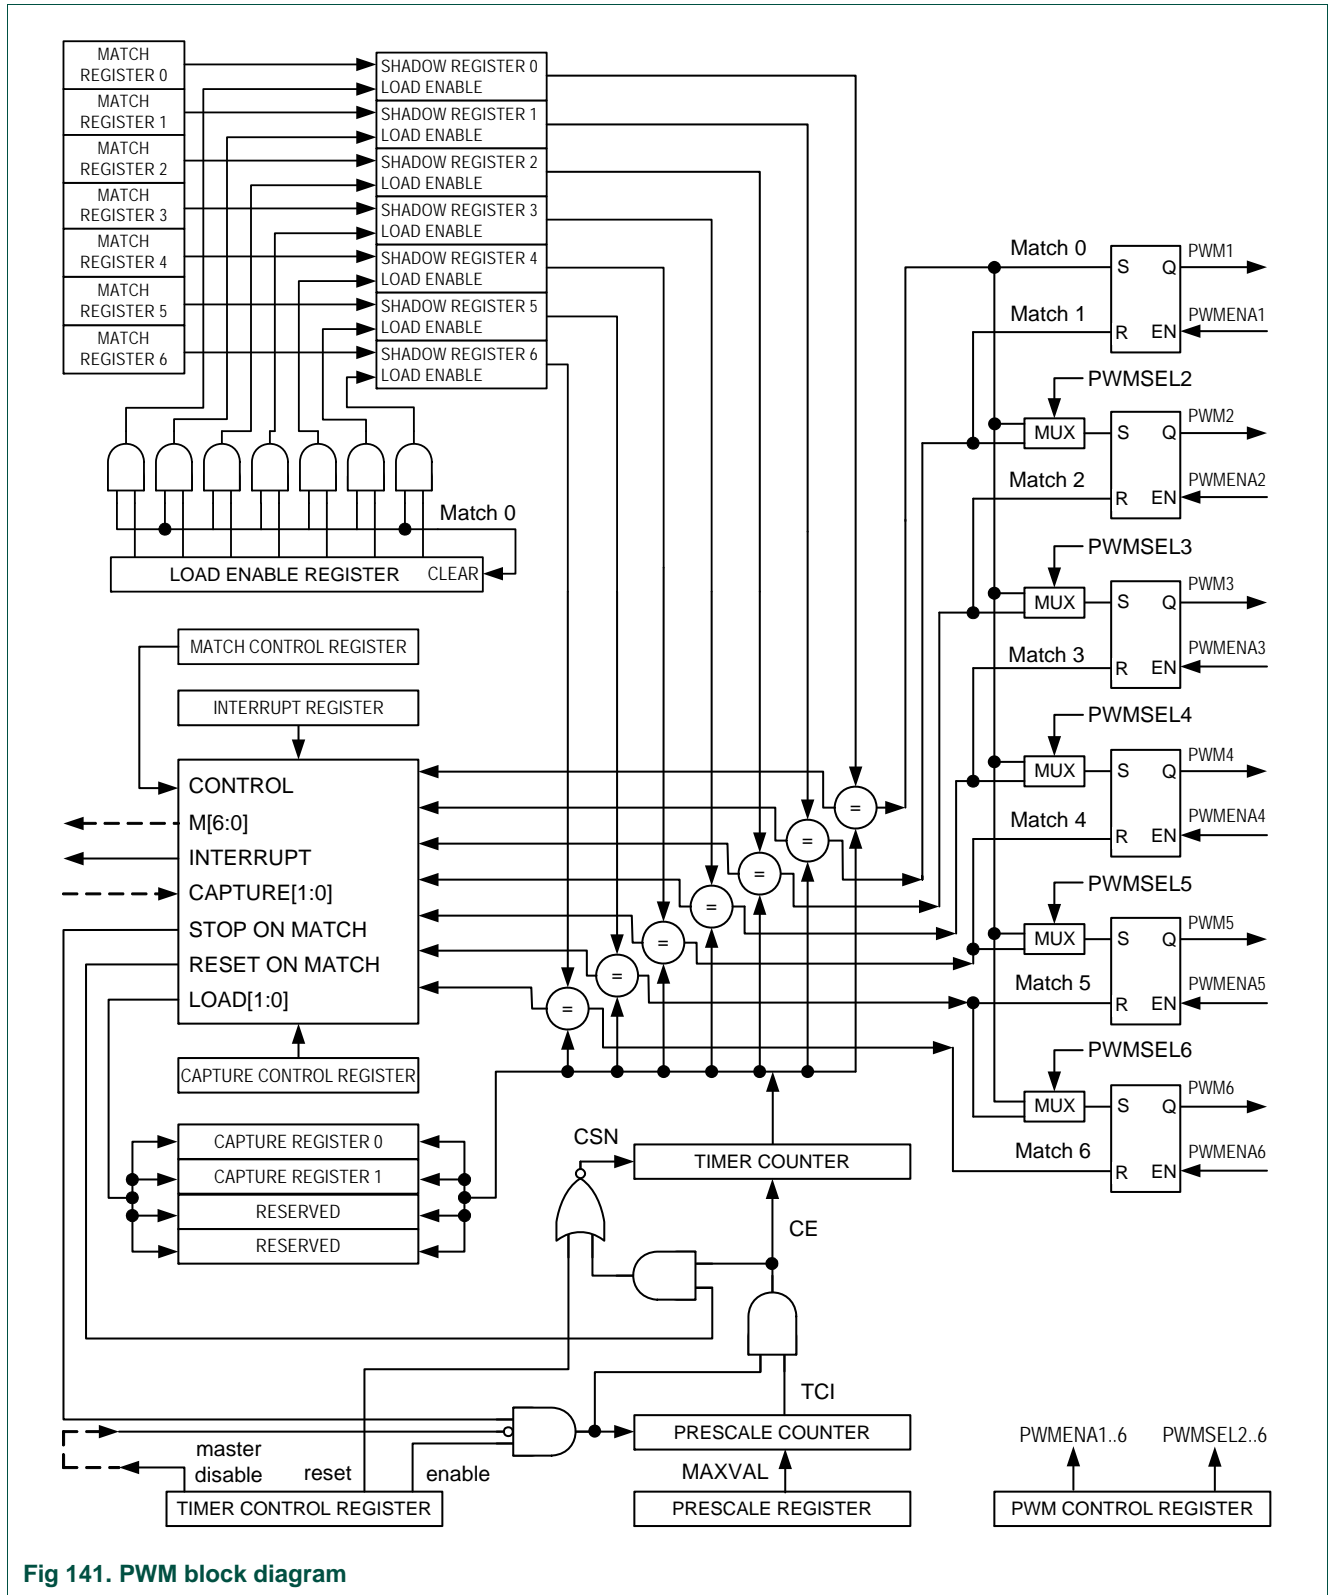 MATCH
REGISTER 0
MATCH
REGISTER 1
MATCH
REGISTER 2
MATCH
REGISTER 3
MATCH
REGISTER 4
MATCH
REGISTER 5
MATCH
REGISTER 6
SHADOW REGISTER 0
LOAD ENABLE
SHADOW REGISTER 1
LOAD ENABLE
SHADOW REGISTER 2
LOAD ENABLE
SHADOW REGISTER 3
LOAD ENABLE
SHADOW REGISTER 4
LOAD ENABLE
SHADOW REGISTER 5
LOAD ENABLE
SHADOW REGISTER 6
LOAD ENABLE
Match 0
LOAD ENABLE REGISTER CLEAR
MATCH CONTROL REGISTER
INTERRUPT REGISTER
CONTROL
M[6:0]
INTERRUPT
CAPTURE[1:0]
STOP ON MATCH
RESET ON MATCH
LOAD[1:0]
CAPTURE CONTROL REGISTER
CAPTURE REGISTER 0
CAPTURE REGISTER 1
RESERVED
RESERVED
=
=
=
=
=
=
=
Match 0
S Q PWM1
Match 1
R EN PWMENA1
PWMSEL2
MUX S Q PWM2
Match 2
R EN PWMENA2
PWMSEL3
MUX S Q PWM3
Match 3
R EN PWMENA3
PWMSEL4
MUX S Q PWM4
Match 4
R EN PWMENA4
PWMSEL5
MUX S Q PWM5
Match 5
R EN PWMENA5
PWMSEL6
MUX S Q PWM6
Match 6
R EN PWMENA6
CSN
TIMER COUNTER
CE
TCI
PRESCALE COUNTER
MAXVAL
PRESCALE REGISTER
master
disable
reset
enable
TIMER CONTROL REGISTER
PWMENA1..6 PWMSEL2..6
PWM CONTROL REGISTER
Fig 141. PWM block diagram